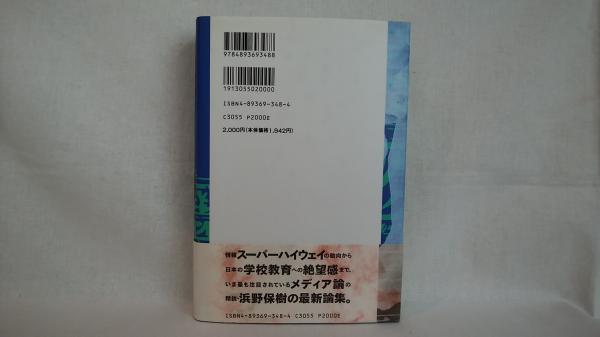 9784893693488
1913055020000
ISBN4-89369-348-4
C3055 P2000E
2,000円(本体価格1,942円)
情報スーパーハイウェイの動向から
日本の学校教育への絶望感まで、
いま最も注目されているメディア論の
精鋭・浜野保樹の最新論集。
ISBN4-89369-348-4 C3055 P2000E